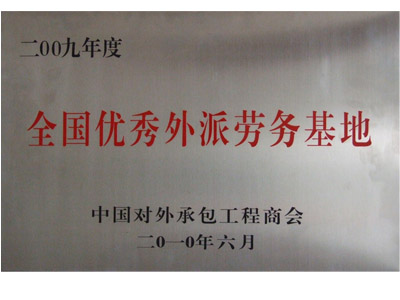 二00九年度
全国优秀外派劳务基地
中国对外承包工程商会
二0一0年六月